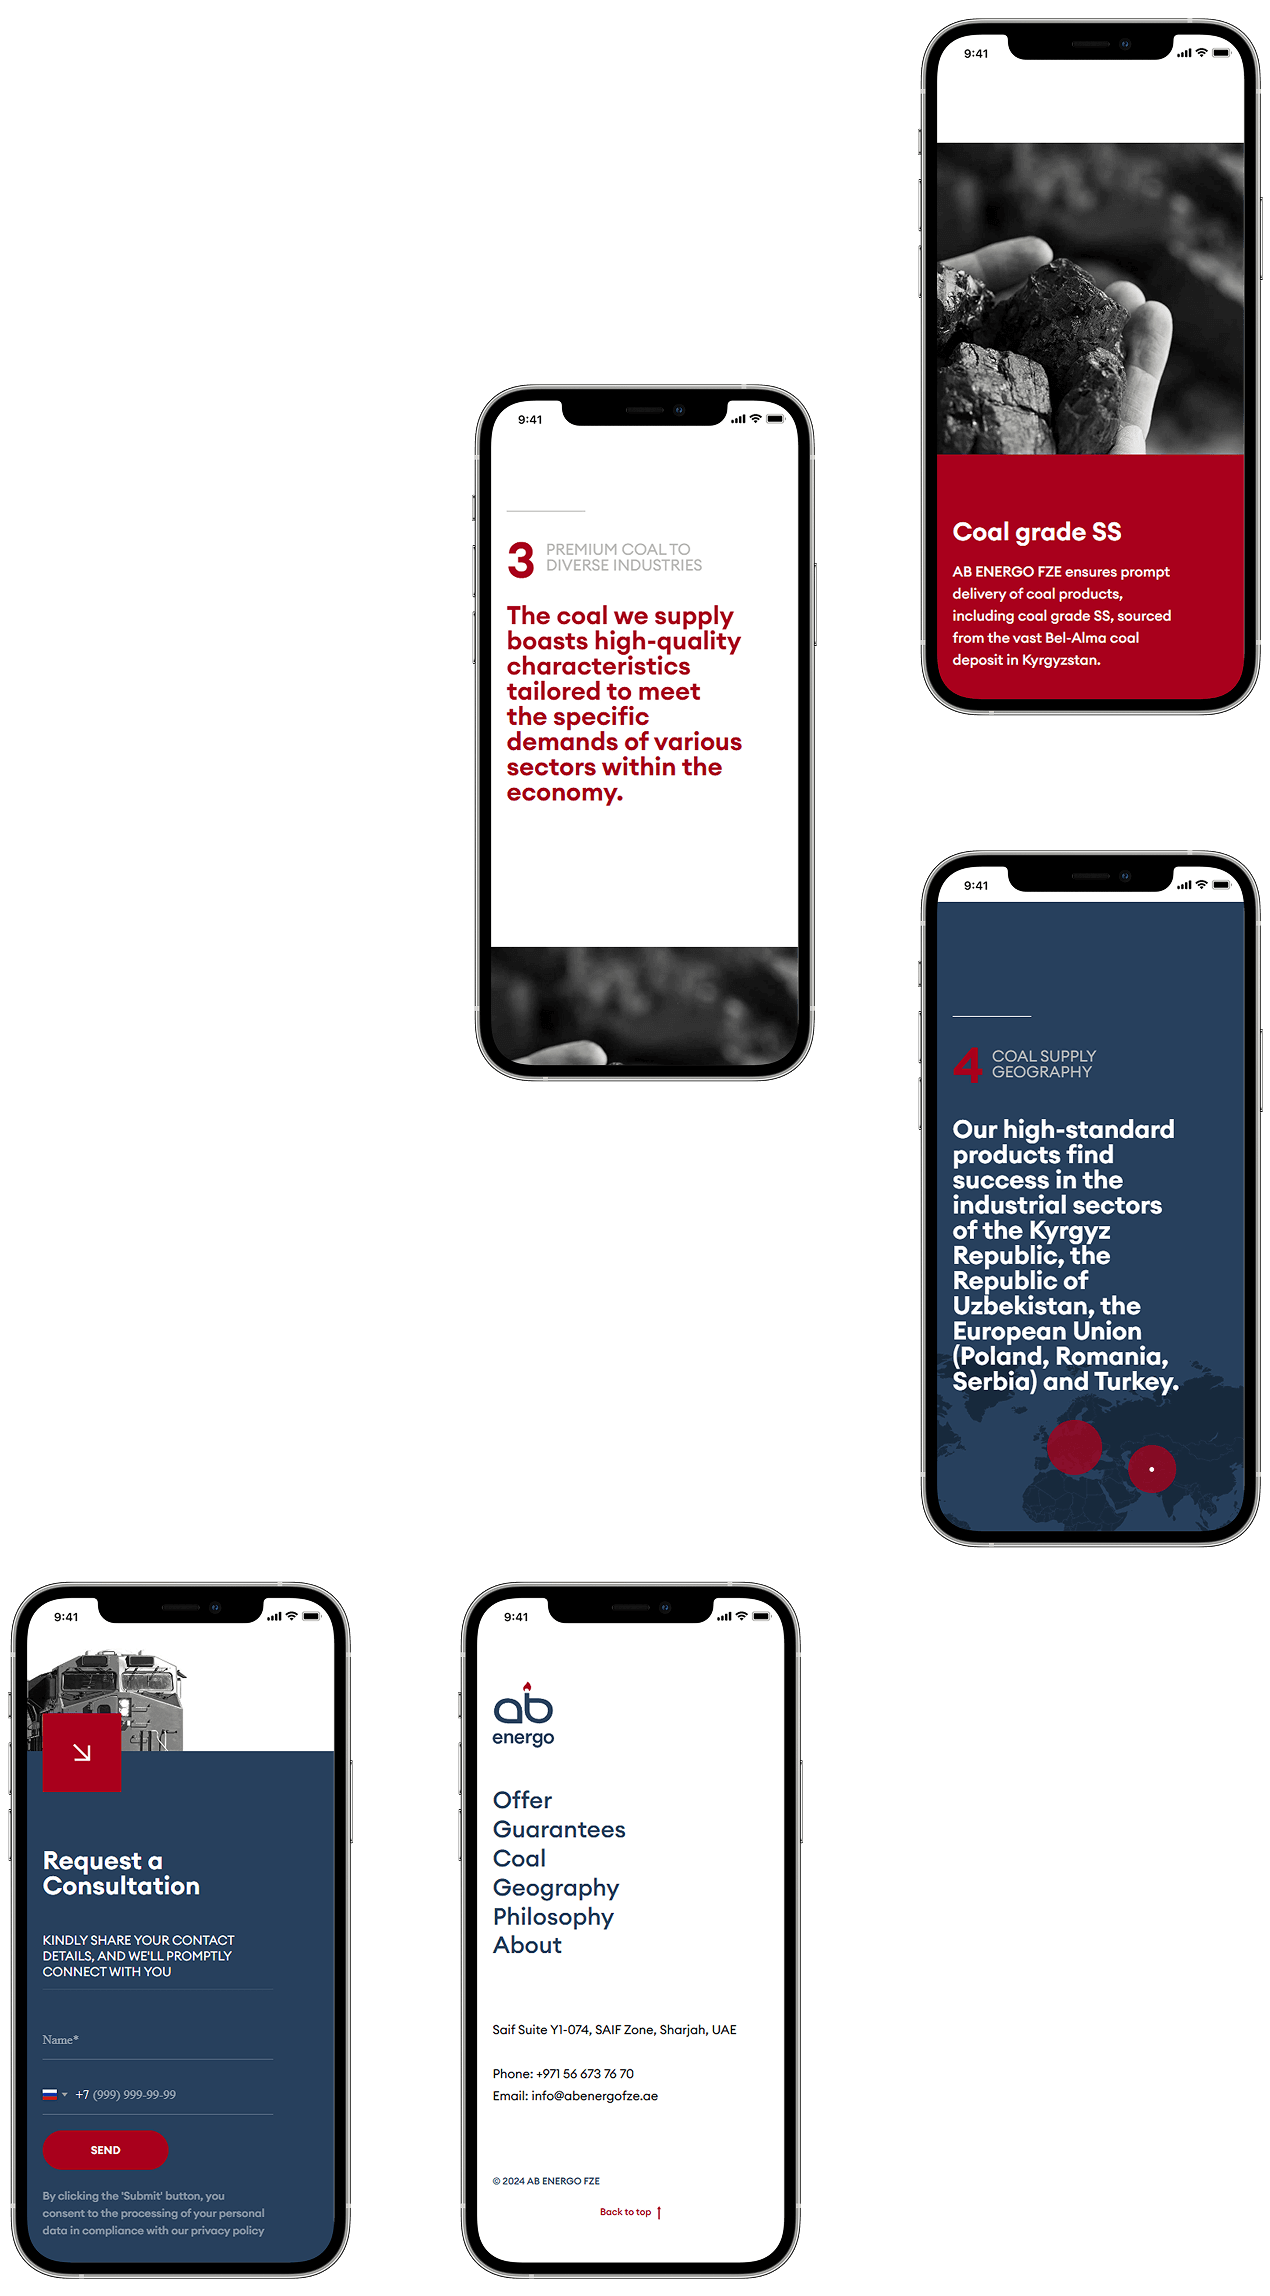 9:41
Coal grade SS
AB ENERGO FZE ensures prompt
delivery of coal products,
including coal grade SS, sourced
from the vast Bel-Alma coal
deposit in Kyrgyzstan.
9:41
3
PREMIUM COAL TO
DIVERSE INDUSTRIES
The coal we supply
boasts high-quality
characteristics
tailored to meet
the specific
demands of various
sectors within the
economy.
9:41
4
COAL SUPPLY
GEOGRAPHY
Our high-standard
products find
success in the
industrial sectors
of the Kyrgyz
Republic, the
Republic of
Uzbekistan, the
European Union
(Poland, Romania,
Serbia) and Turkey.
9:41
Request a
Consultation
KINDLY SHARE YOUR CONTACT
DETAILS, AND WE'LL PROMPTLY
CONNECT WITH YOU
Name*
+7 (999) 999-99-99
SEND
By clicking the 'Submit' button, you
consent to the processing of your personal
data in compliance with our privacy policy
9:41
ab
energo
Offer
Guarantees
Coal
Geography
Philosophy
About
Saif Suite Y1-074, SAIF Zone, Sharjah, UAE
Phone: +971 56 673 76 70
Email: info@abenergofze.ae
© 2024 AB ENERGO FZE
Back to top